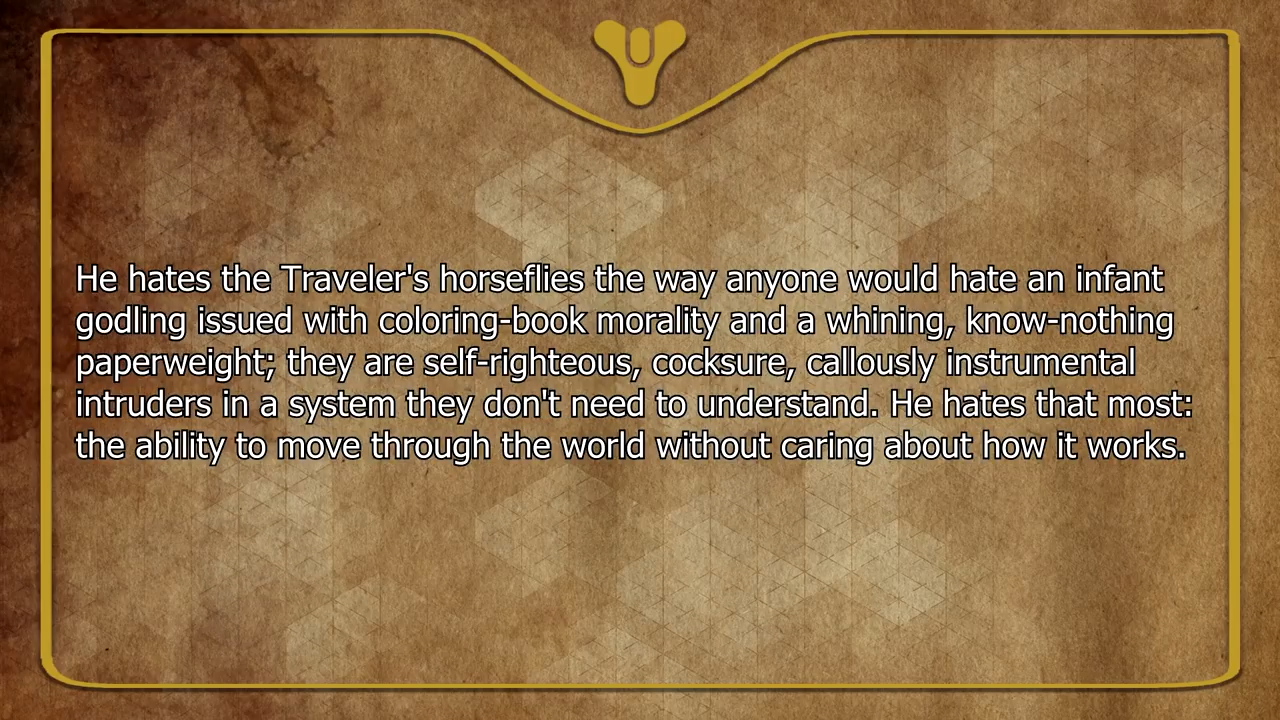 He hates the Traveler's horseflies the way anyone would hate an infant
godling issued with coloring-book morality and a whining, know-nothing
paperweight; they are self-righteous, cocksure, callously instrumental
intruders in a system they don't need to understand. He hates that most:
the ability to move through the world without caring about how it works.